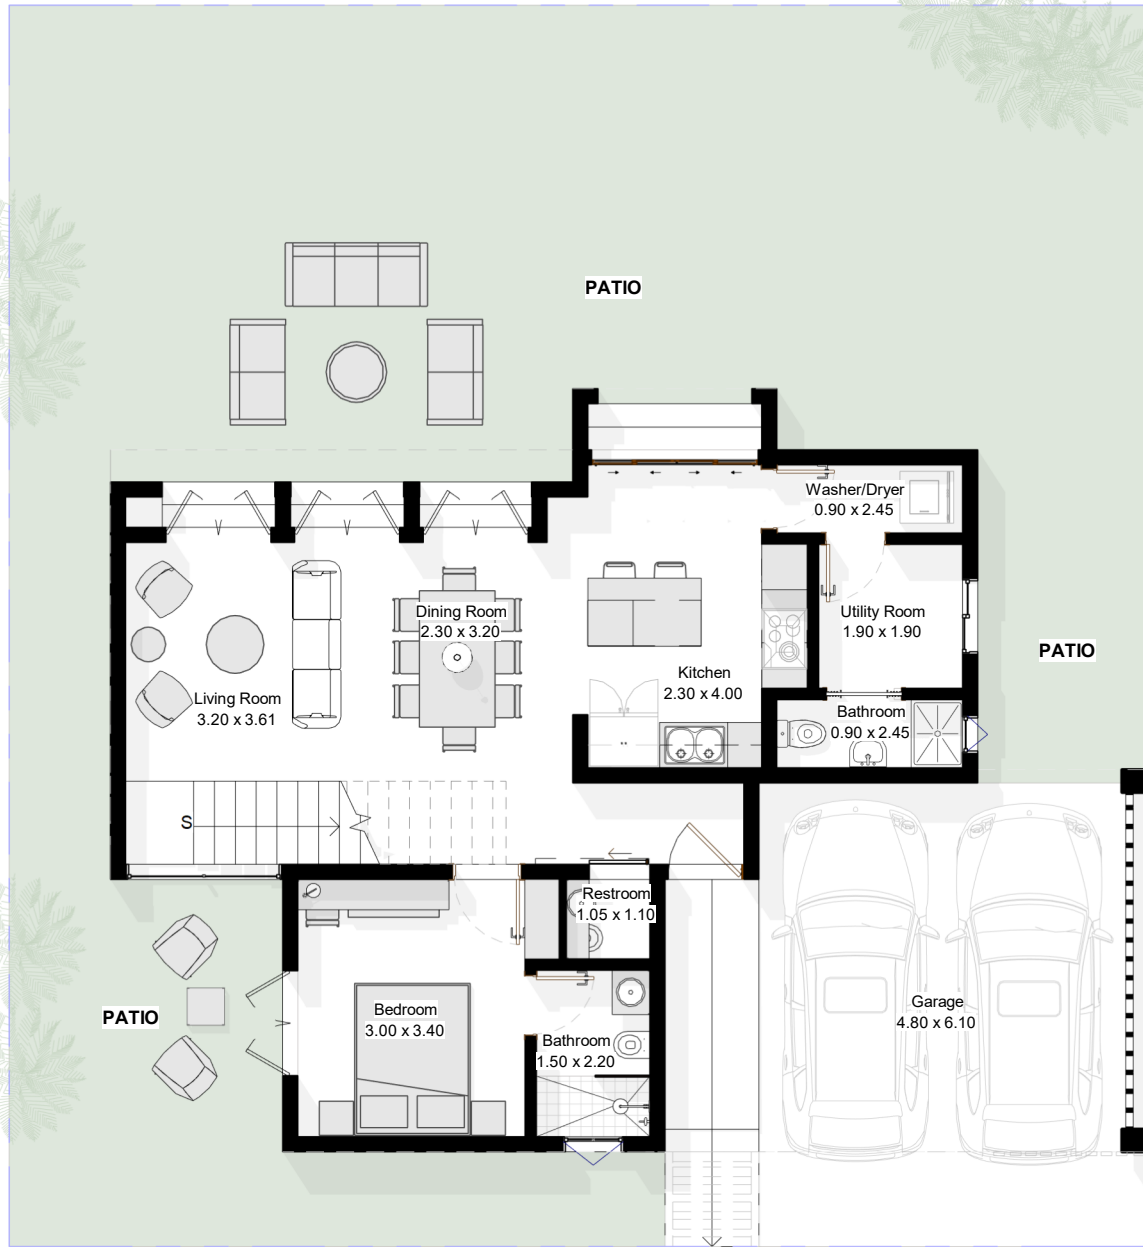 PATIO
Washer/Dryer
0.90 x 2.45
Dining Room
2.30 x 3.20
Utility Room
1.90 x 1.90
PATIO
Kitchen
2.30 x 4.00
Living Room
3.20 x 3.61
Bathroom
0.90 x 2.45
S
Restroom
1.05 x 1.10
Bedroom
3.00 x 3.40
PATIO
Garage
4.80 x 6.10
Bathroom
1.50 x 2.20